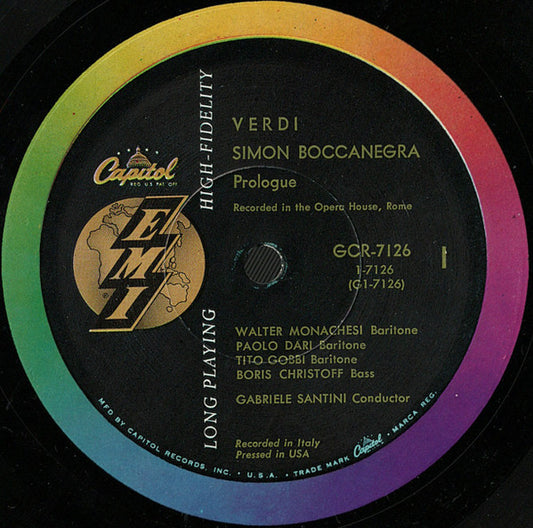 VERDI
SIMON BOCCANEGRA
Prologue
Recorded in the Opera House, Rome
Capitol
REG. U.S. PAT. OFF.
EMI
HIGH-FIDELITY
LONG PLAYING
GCR-7126
1-7126
(G1-7126)
1
WALTER MONACHESI Baritone
PAOLO DARI Baritone
TITO GOBBI Baritone
BORIS CHRISTOFF Bass
GABRIELE SANTINI Conductor
Recorded in Italy
Pressed in USA
MFD BY CAPITOL RECORDS, INC. • U.S.A. • TRADE MARK Capitol • MARCA REG.